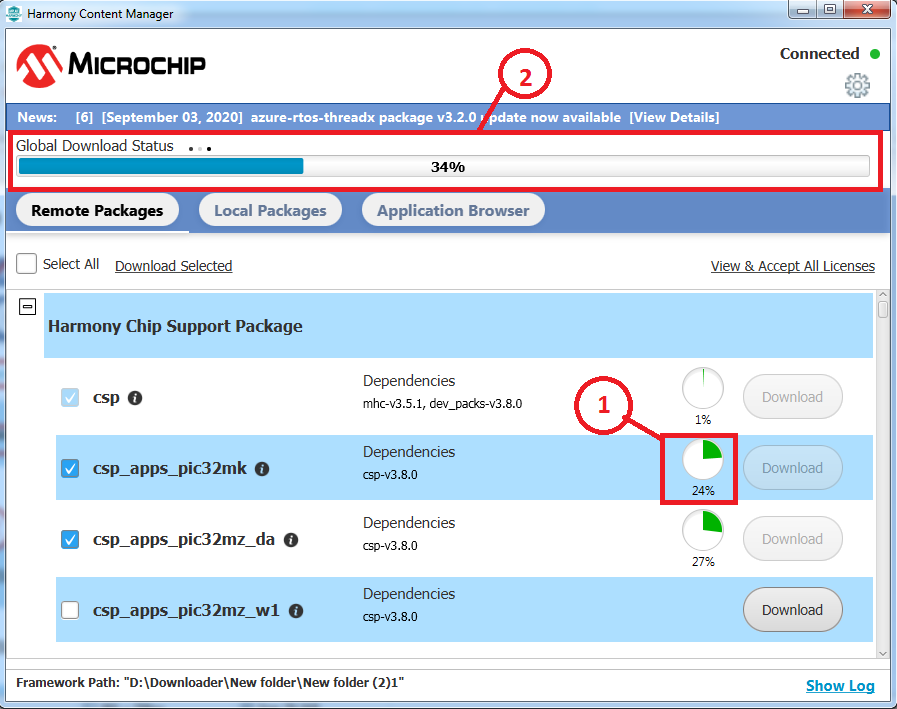 Harmony Content Manager
MICROCHIP
Connected
2
News: [6] [September 03, 2020] azure-rtos-threadx package v3.2.0 update now available [View Details]
Global Download Status
34%
Remote Packages
Local Packages
Application Browser
Select All
Download Selected
View & Accept All Licenses
Harmony Chip Support Package
csp
Dependencies
mhc-v3.5.1, dev_packs-v3.8.0
1%
Download
1
csp_apps_pic32mk
Dependencies
csp-v3.8.0
24%
Download
csp_apps_pic32mz_da
Dependencies
csp-v3.8.0
27%
Download
csp_apps_pic32mz_w1
Dependencies
csp-v3.8.0
Download
Framework Path: "D:\Downloader\New folder\New folder (2)1"
Show Log